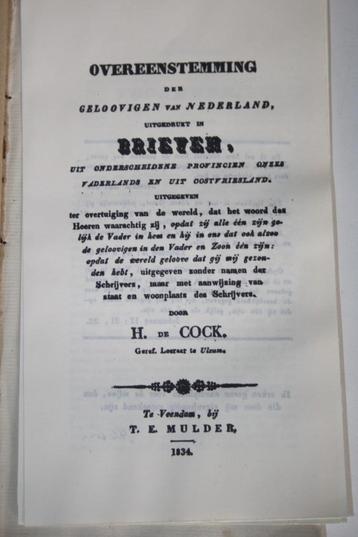 OVEREENSTEMMING
DER
GELOOVIGEN VAN NEDERLAND,
UITGEDRUKT IN
BRIEVEN,
UIT ONDERSCHEIDENE PROVINCIEN ONZES
VADERLANDS EN UIT OOSTVRIESLAND.
UITGEGEVEN
ter overtuiging van de wereld, dat het woord des
Heeren waarachtig zij, opdat zij alle één zijn ge-
lijk de Vader in hem en hij in ons dat ook alzoo
de geloovigen in den Vader en Zoon één zijn:
opdat de wereld geloove dat gij mij gezon-
den hebt, uitgegeven zonder namen der
Schrijvers, maar met aanwijzing van
staat en woonplaats des Schrijvers.
DOOR
H. DE COCK.
Geref. Leeraar te Ulrum.
Te Veendam, bij
T. E. MULDER,
1834.